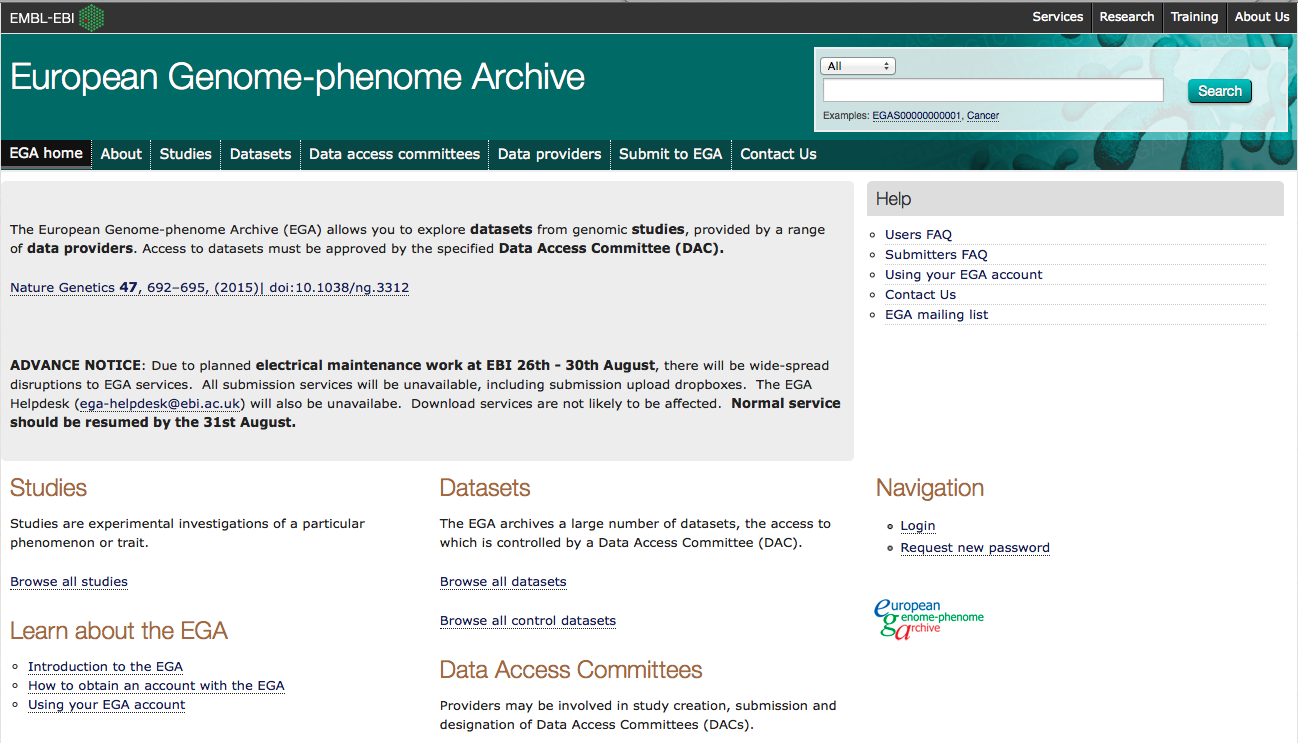 EMBL-EBI
Services Research Training About Us
European Genome-phenome Archive
All
Search
Examples: EGAS00000000001, Cancer
EGA home About Studies Datasets Data access committees Data providers Submit to EGA Contact Us
The European Genome-phenome Archive (EGA) allows you to explore datasets from genomic studies, provided by a range
of data providers. Access to datasets must be approved by the specified Data Access Committee (DAC).
Nature Genetics 47, 692–695, (2015)| doi:10.1038/ng.3312
ADVANCE NOTICE: Due to planned electrical maintenance work at EBI 26th - 30th August, there will be wide-spread
disruptions to EGA services.  All submission services will be unavailable, including submission upload dropboxes.  The EGA
Helpdesk (ega-helpdesk@ebi.ac.uk) will also be unavailabe.  Download services are not likely to be affected.  Normal service
should be resumed by the 31st August.
Help
Users FAQ
Submitters FAQ
Using your EGA account
Contact Us
EGA mailing list
Studies
Studies are experimental investigations of a particular
phenomenon or trait.
Browse all studies
Learn about the EGA
Introduction to the EGA
How to obtain an account with the EGA
Using your EGA account
Datasets
The EGA archives a large number of datasets, the access to
which is controlled by a Data Access Committee (DAC).
Browse all datasets
Browse all control datasets
Data Access Committees
Providers may be involved in study creation, submission and
designation of Data Access Committees (DACs).
Navigation
Login
Request new password
european
genome-phenome
archive